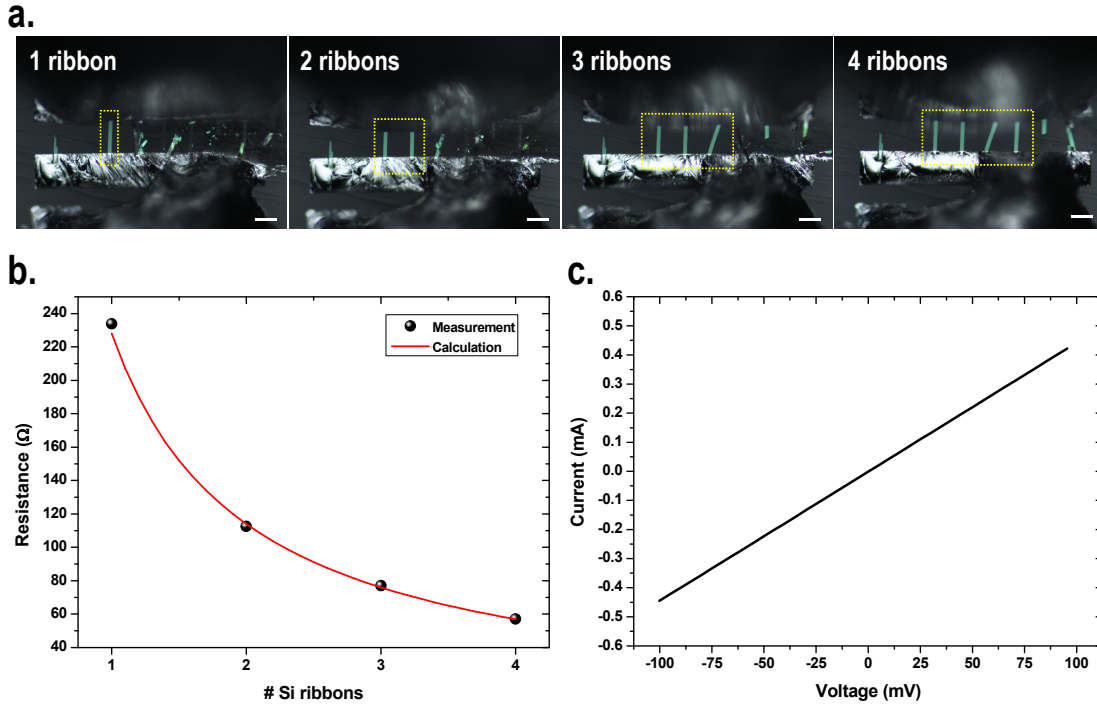 a.
1 ribbon
2 ribbons
3 ribbons
4 ribbons
b.
240
220
200
180
160
140
120
100
80
60
40
1
2
3
4
Resistance (Ω)
# Si ribbons
Measurement
Calculation
c.
0.6
0.5
0.4
0.3
0.2
0.1
0.0
-0.1
-0.2
-0.3
-0.4
-0.5
-0.6
-100
-75
-50
-25
0
25
50
75
100
Current (mA)
Voltage (mV)